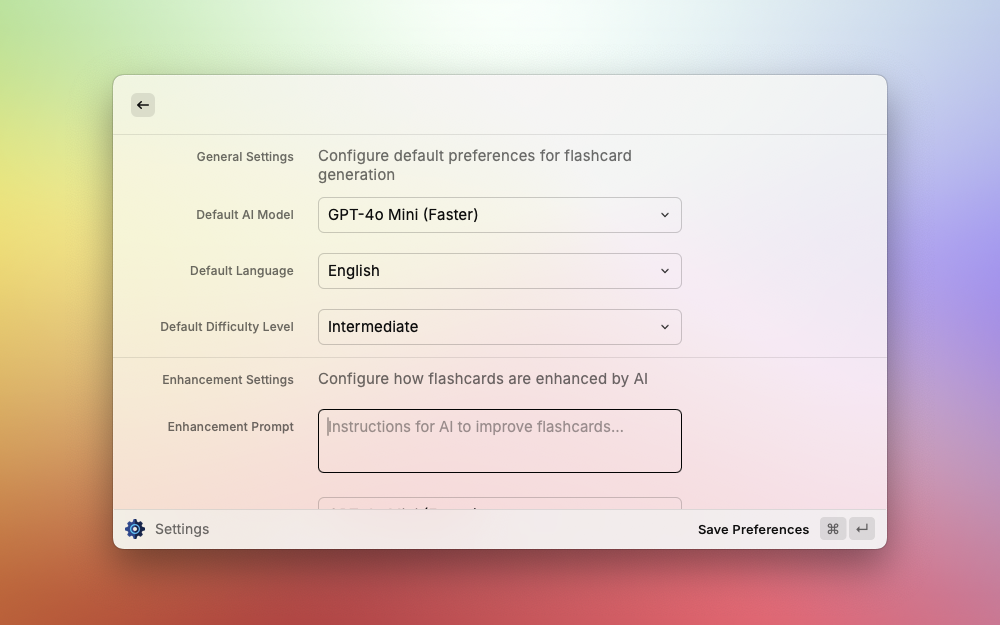 General Settings
Configure default preferences for flashcard
generation
Default AI Model
GPT-4o Mini (Faster)
Default Language
English
Default Difficulty Level
Intermediate
Enhancement Settings
Configure how flashcards are enhanced by AI
Enhancement Prompt
Instructions for AI to improve flashcards...
Settings
Save Preferences ⌘ ↵